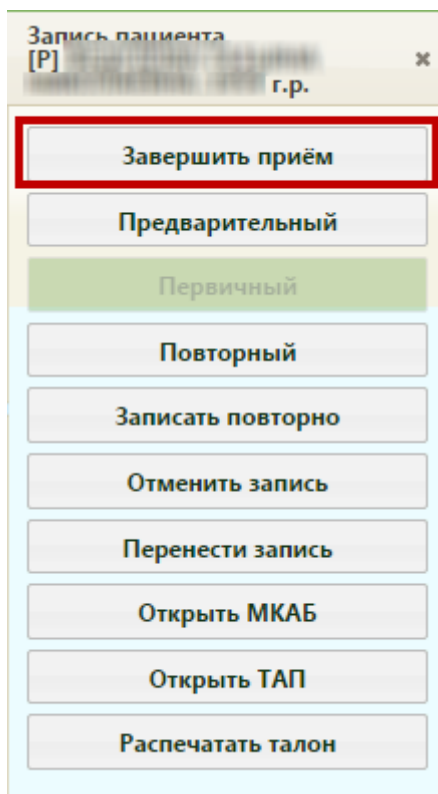 Запись пациента
[Р]
г.р.
Завершить приём
Предварительный
Первичный
Повторный
Записать повторно
Отменить запись
Перенести запись
Открыть МКАБ
Открыть ТАП
Распечатать талон